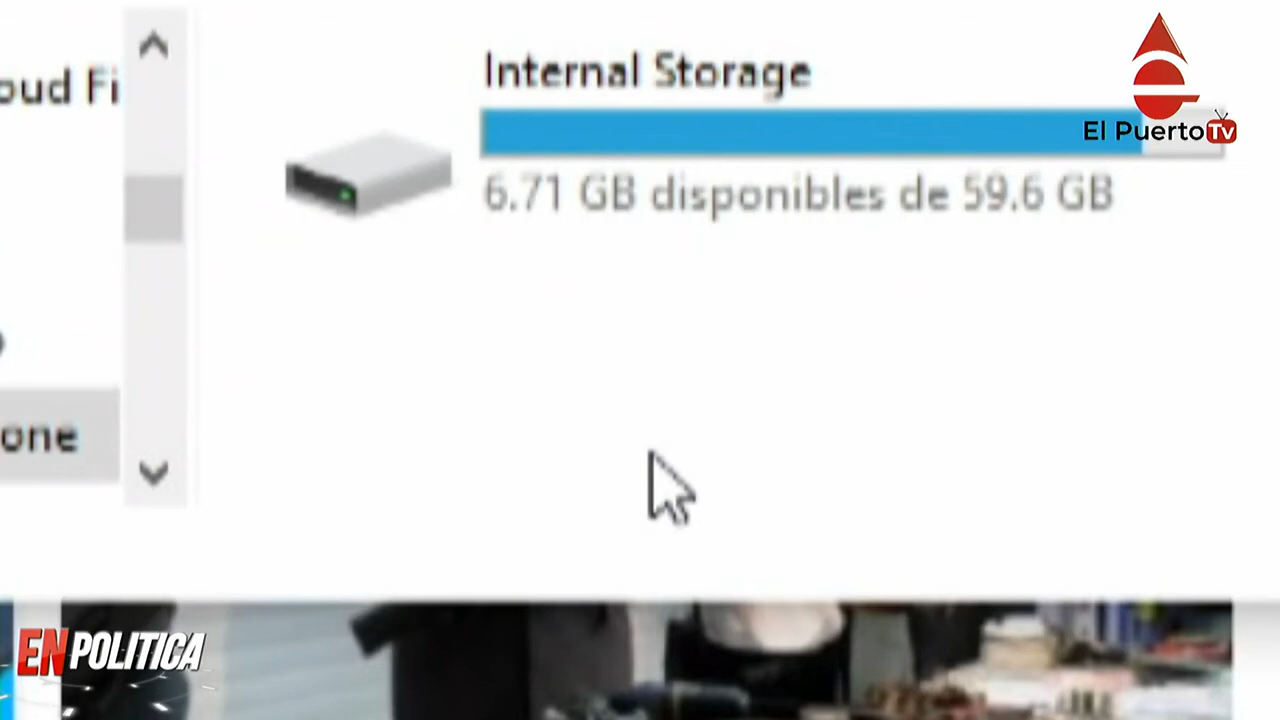 oud Fi
Internal Storage
El Puerto Tv
6.71 GB disponibles de 59.6 GB
one
EN POLITICA